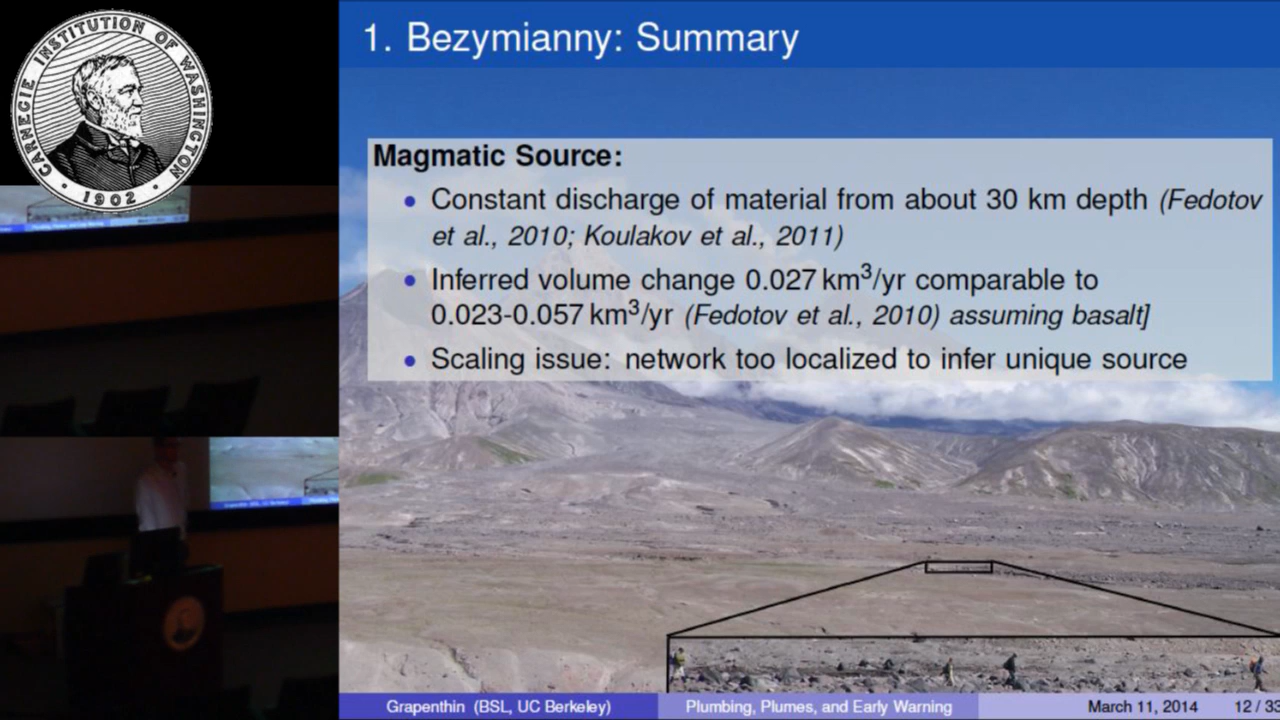 CARNEGIE INSTITUTION OF WASHINGTON
1902
1. Bezymianny: Summary
Magmatic Source:
• Constant discharge of material from about 30 km depth (Fedotov
et al., 2010; Koulakov et al., 2011)
• Inferred volume change 0.027 km³/yr comparable to
0.023-0.057 km³/yr (Fedotov et al., 2010) assuming basalt]
• Scaling issue: network too localized to infer unique source
Grapenthin (BSL, UC Berkeley) Plumbing, Plumes, and Early Warning March 11, 2014 12 / 33